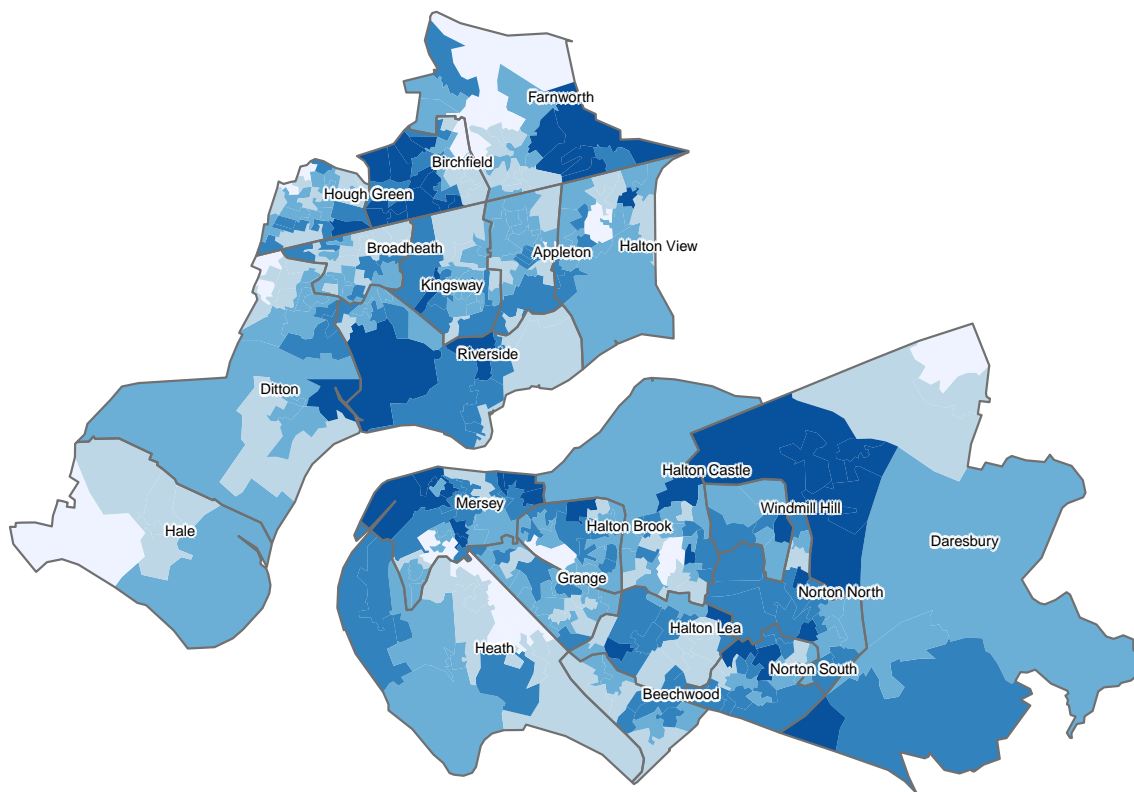 Farnworth
Birchfield
Hough Green
Halton View
Broadheath
Appleton
Kingsway
Riverside
Ditton
Halton Castle
Mersey
Windmill Hill
Halton Brook
Hale
Daresbury
Grange
Norton North
Halton Lea
Heath
Norton South
Beechwood